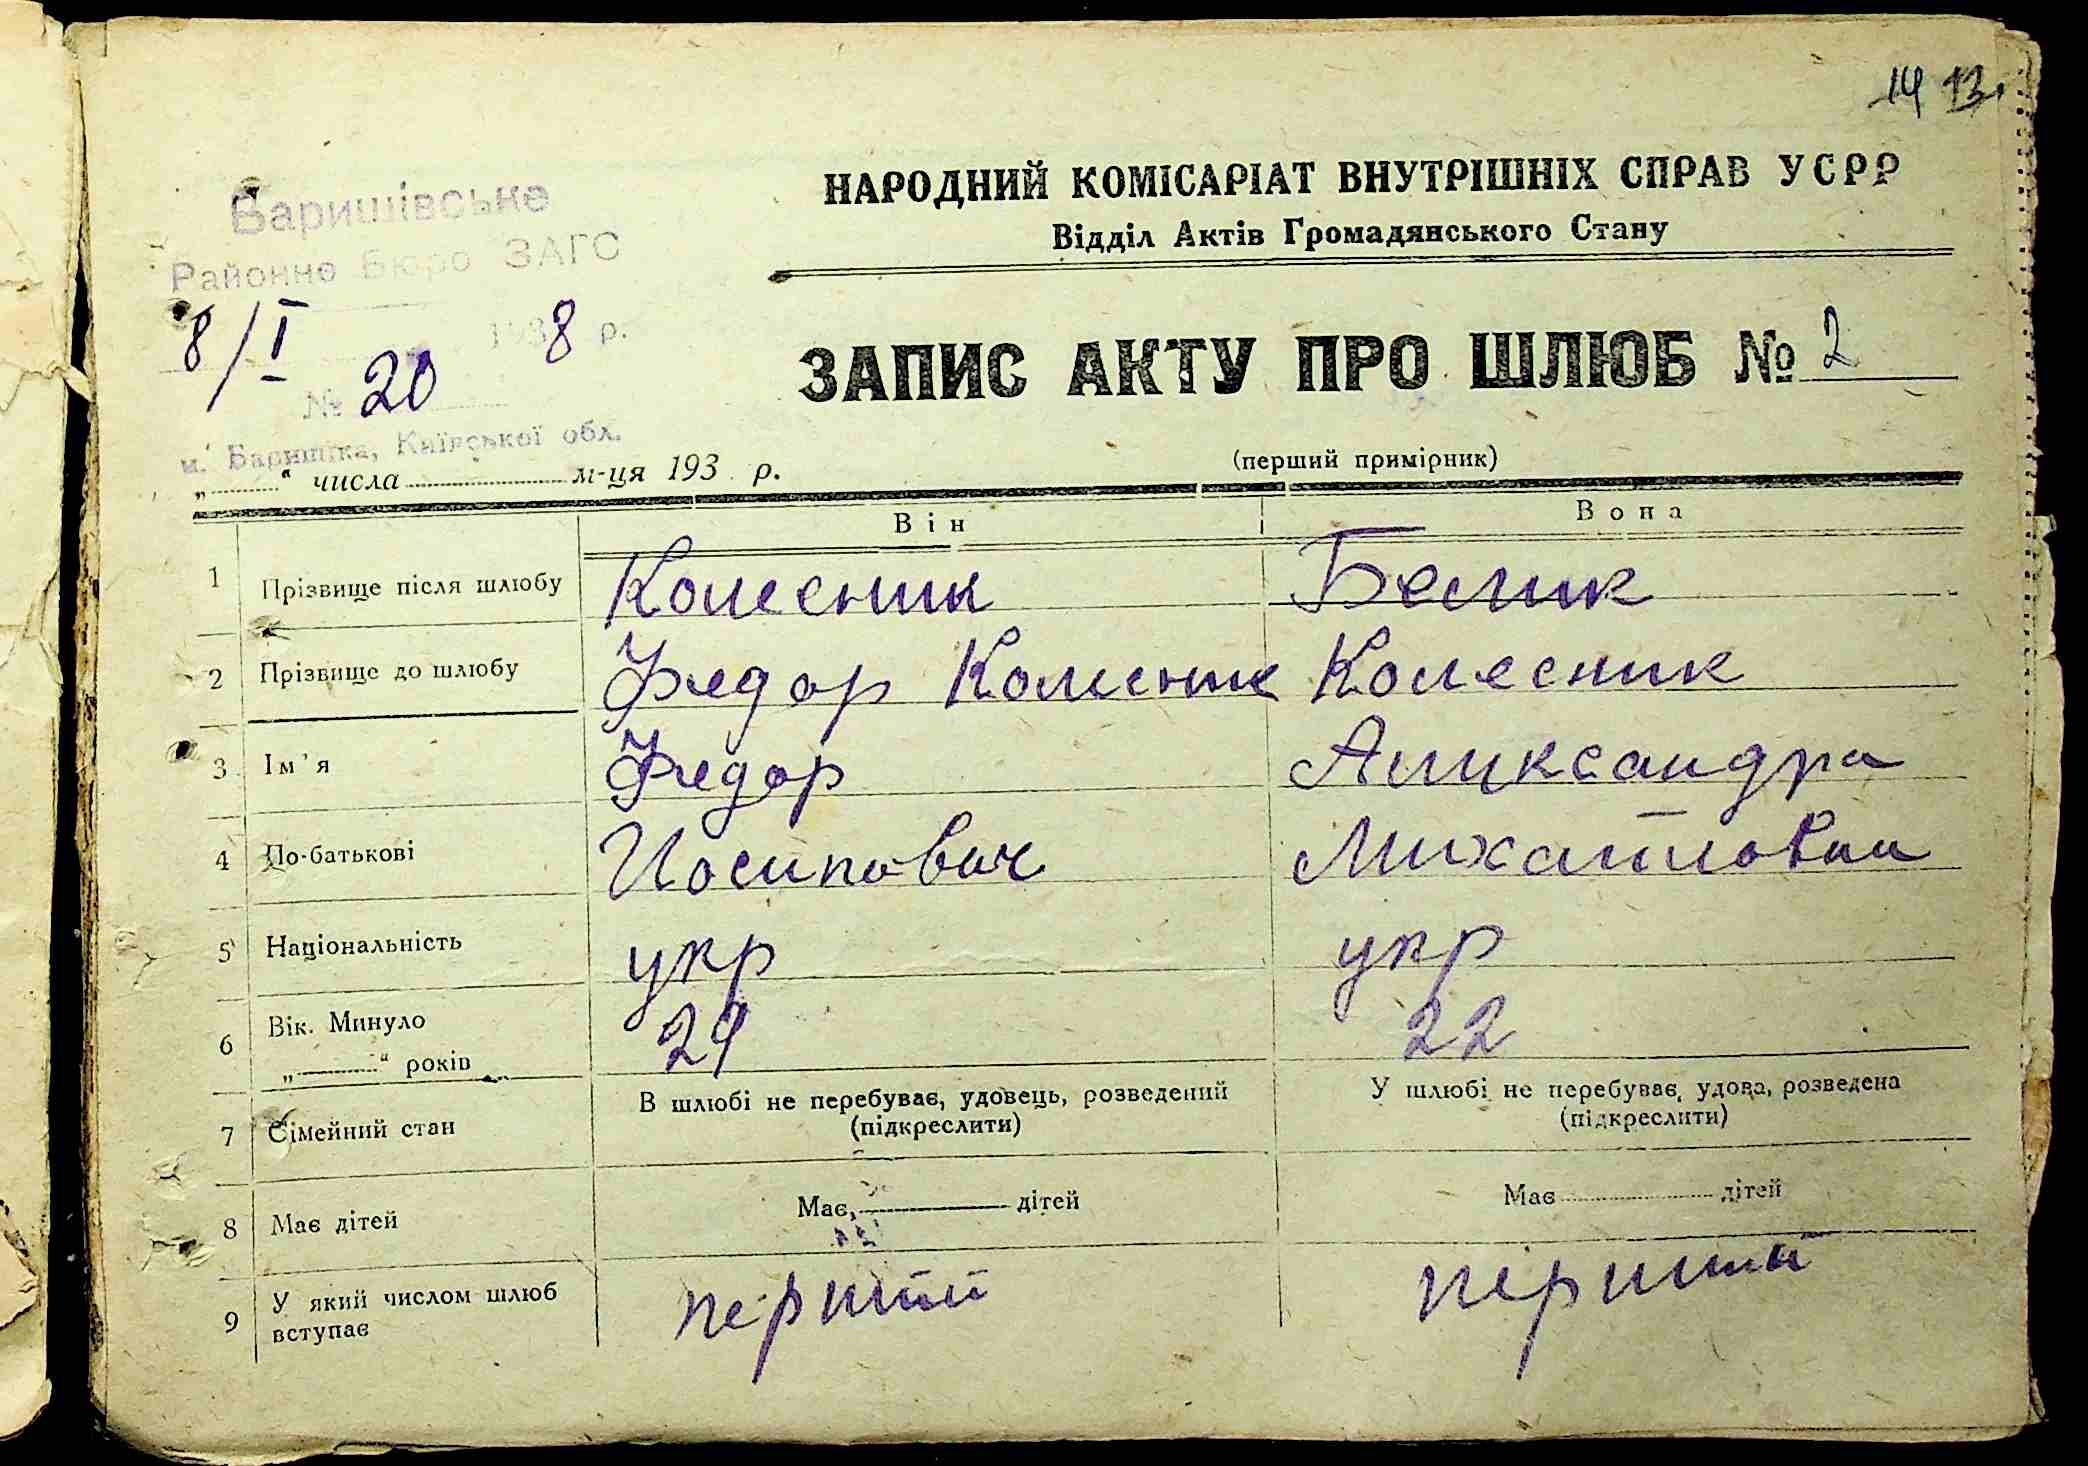 14 13
Баришівське
Районне Бюро ЗАГС
8/I 1938 р.
№ 20
м. Баришівка, Київської обл.
„ “ числа м-ця 193 р.
НАРОДНИЙ КОМІСАРІАТ ВНУТРІШНІХ СПРАВ УСРР
Відділ Актів Громадянського Стану
ЗАПИС АКТУ ПРО ШЛЮБ № 2
(перший примірник)
Він Вона
1 Прізвище після шлюбу Колесник Белик
2 Прізвище до шлюбу Федор Колесник Колесник
3 Ім'я Федор Аликсандра
4 По-батькові Иосипович Михайловна
5 Національність укр укр
6 Вік. Минуло „ “ років 29 22
7 Сімейний стан В шлюбі не перебуває, удовець, розведений (підкреслити) У шлюбі не перебуває, удова, розведена (підкреслити)
8 Має дітей Має дітей Має дітей
9 У який числом шлюб вступає перший перший